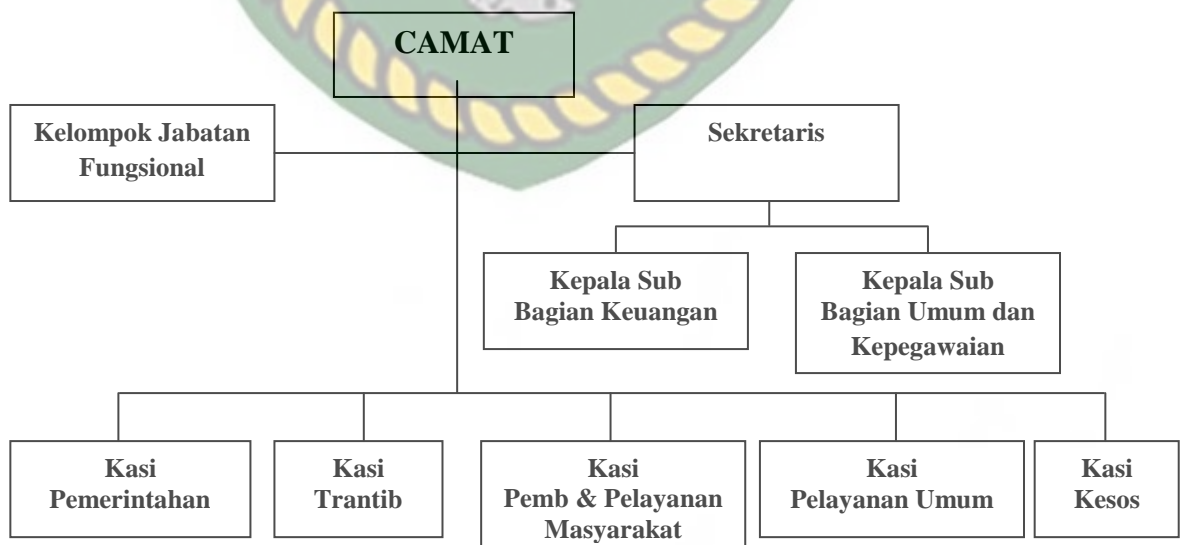 CAMAT
Kelompok Jabatan
Fungsional
Sekretaris
Kepala Sub
Bagian Keuangan
Kepala Sub
Bagian Umum dan
Kepegawaian
Kasi
Pemerintahan
Kasi
Trantib
Kasi
Pemb & Pelayanan
Masyarakat
Kasi
Pelayanan Umum
Kasi
Kesos